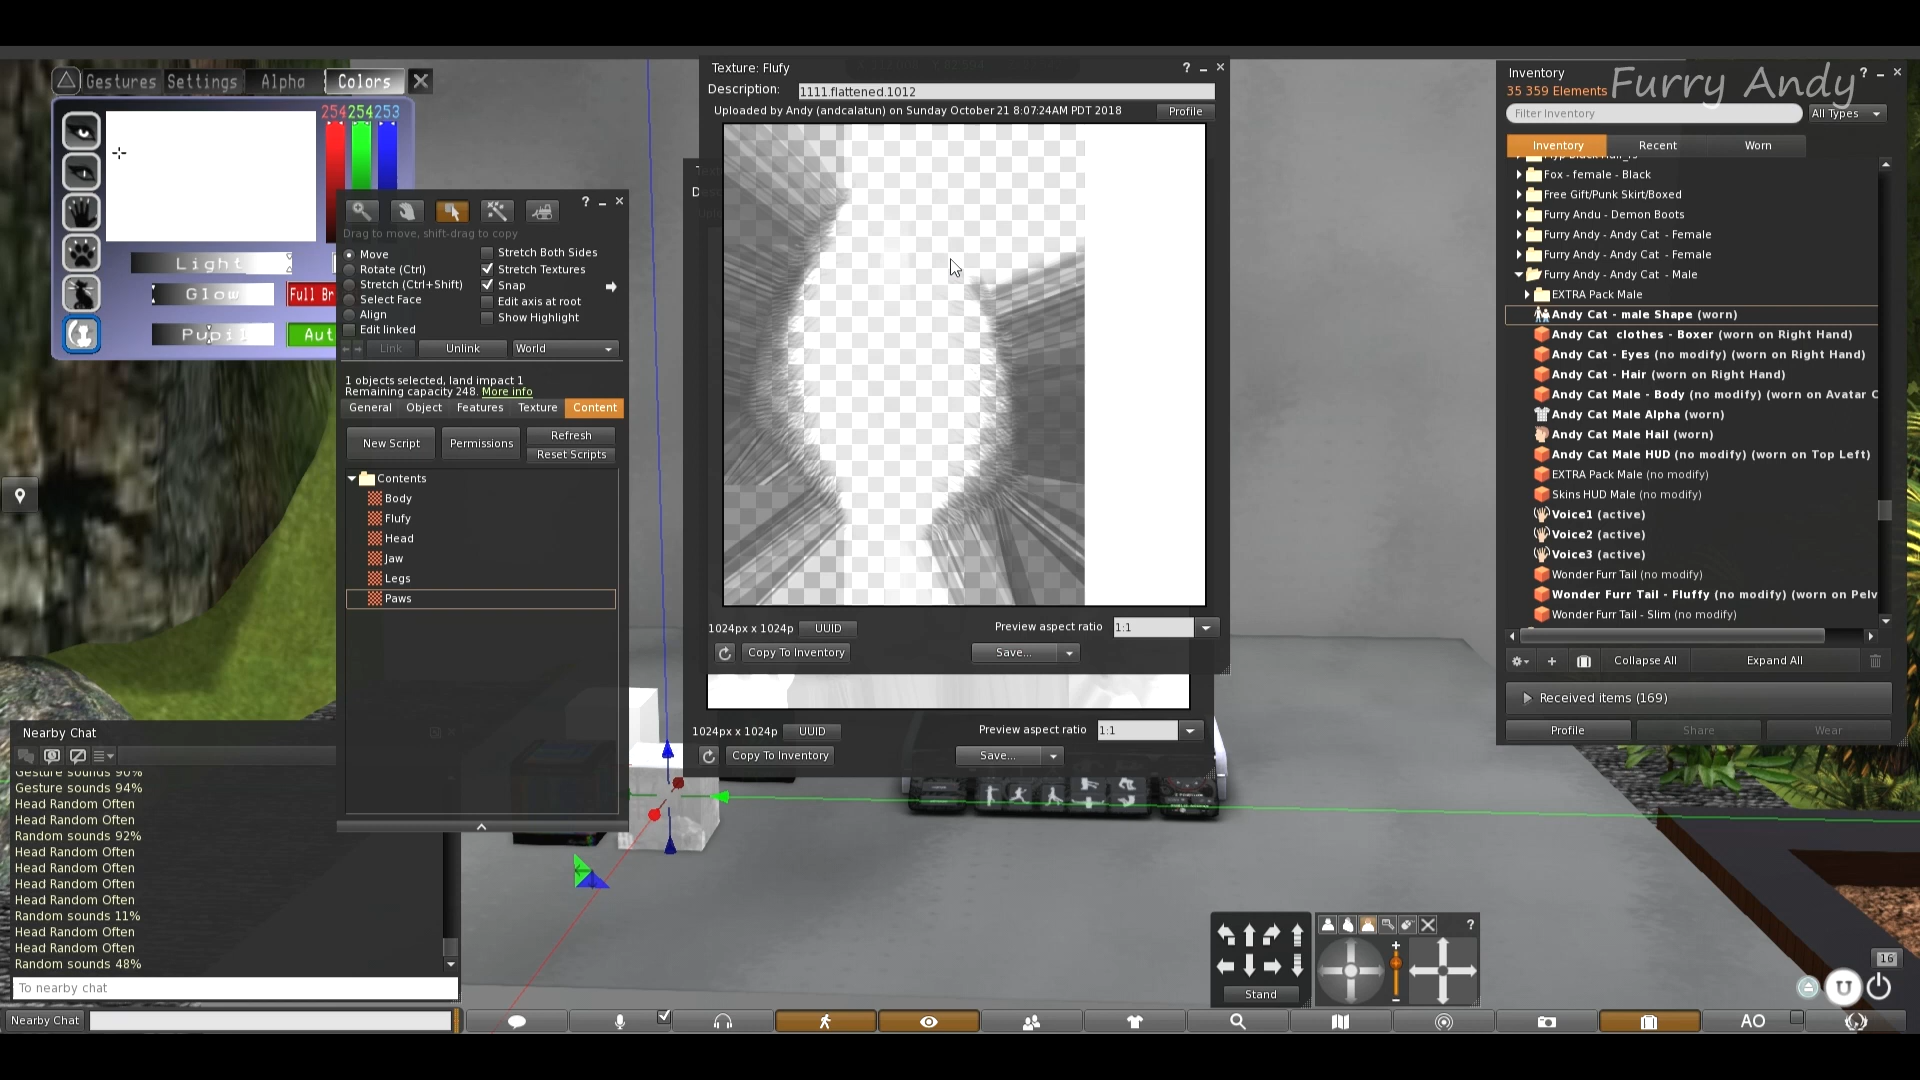 Gestures Settings Alpha Colors
254 254 253
Light
Glow
Full Br
Pupil
Aut
Drag to move, shift-drag to copy
Move
Rotate (Ctrl)
Stretch (Ctrl+Shift)
Select Face
Align
Edit linked
Stretch Both Sides
Stretch Textures
Snap
Edit axis at root
Show Highlight
Link Unlink World
1 objects selected, land impact 1
Remaining capacity 248. More info
General Object Features Texture Content
New Script Permissions Refresh
Reset Scripts
Contents
Body
Flufy
Head
Jaw
Legs
Paws
Texture: Flufy
Description: 1111.flattened.1012
Uploaded by Andy (andcalatun) on Sunday October 21 8:07:24AM PDT 2018 Profile
1024px x 1024p UUID Preview aspect ratio 1:1
Copy To Inventory Save...
1024px x 1024p UUID Preview aspect ratio 1:1
Copy To Inventory Save...
Inventory
35 359 Elements
Furry Andy
Filter Inventory All Types
Inventory Recent Worn
Fox - female - Black
Free Gift/Punk Skirt/Boxed
Furry Andu - Demon Boots
Furry Andy - Andy Cat - Female
Furry Andy - Andy Cat - Female
Furry Andy - Andy Cat - Male
EXTRA Pack Male
Andy Cat - male Shape (worn)
Andy Cat clothes - Boxer (worn on Right Hand)
Andy Cat - Eyes (no modify) (worn on Right Hand)
Andy Cat - Hair (worn on Right Hand)
Andy Cat Male - Body (no modify) (worn on Avatar C
Andy Cat Male Alpha (worn)
Andy Cat Male Hail (worn)
Andy Cat Male HUD (no modify) (worn on Top Left)
EXTRA Pack Male (no modify)
Skins HUD Male (no modify)
Voice1 (active)
Voice2 (active)
Voice3 (active)
Wonder Furr Tail (no modify)
Wonder Furr Tail - Fluffy (no modify) (worn on Pelv
Wonder Furr Tail - Slim (no modify)
Collapse All Expand All
Received items (169)
Profile Share Wear
Nearby Chat
Gesture sounds 90%
Gesture sounds 94%
Head Random Often
Head Random Often
Random sounds 92%
Head Random Often
Head Random Often
Head Random Often
Head Random Often
Random sounds 11%
Head Random Often
Head Random Often
Random sounds 48%
To nearby chat
Nearby Chat
Stand
16
AO